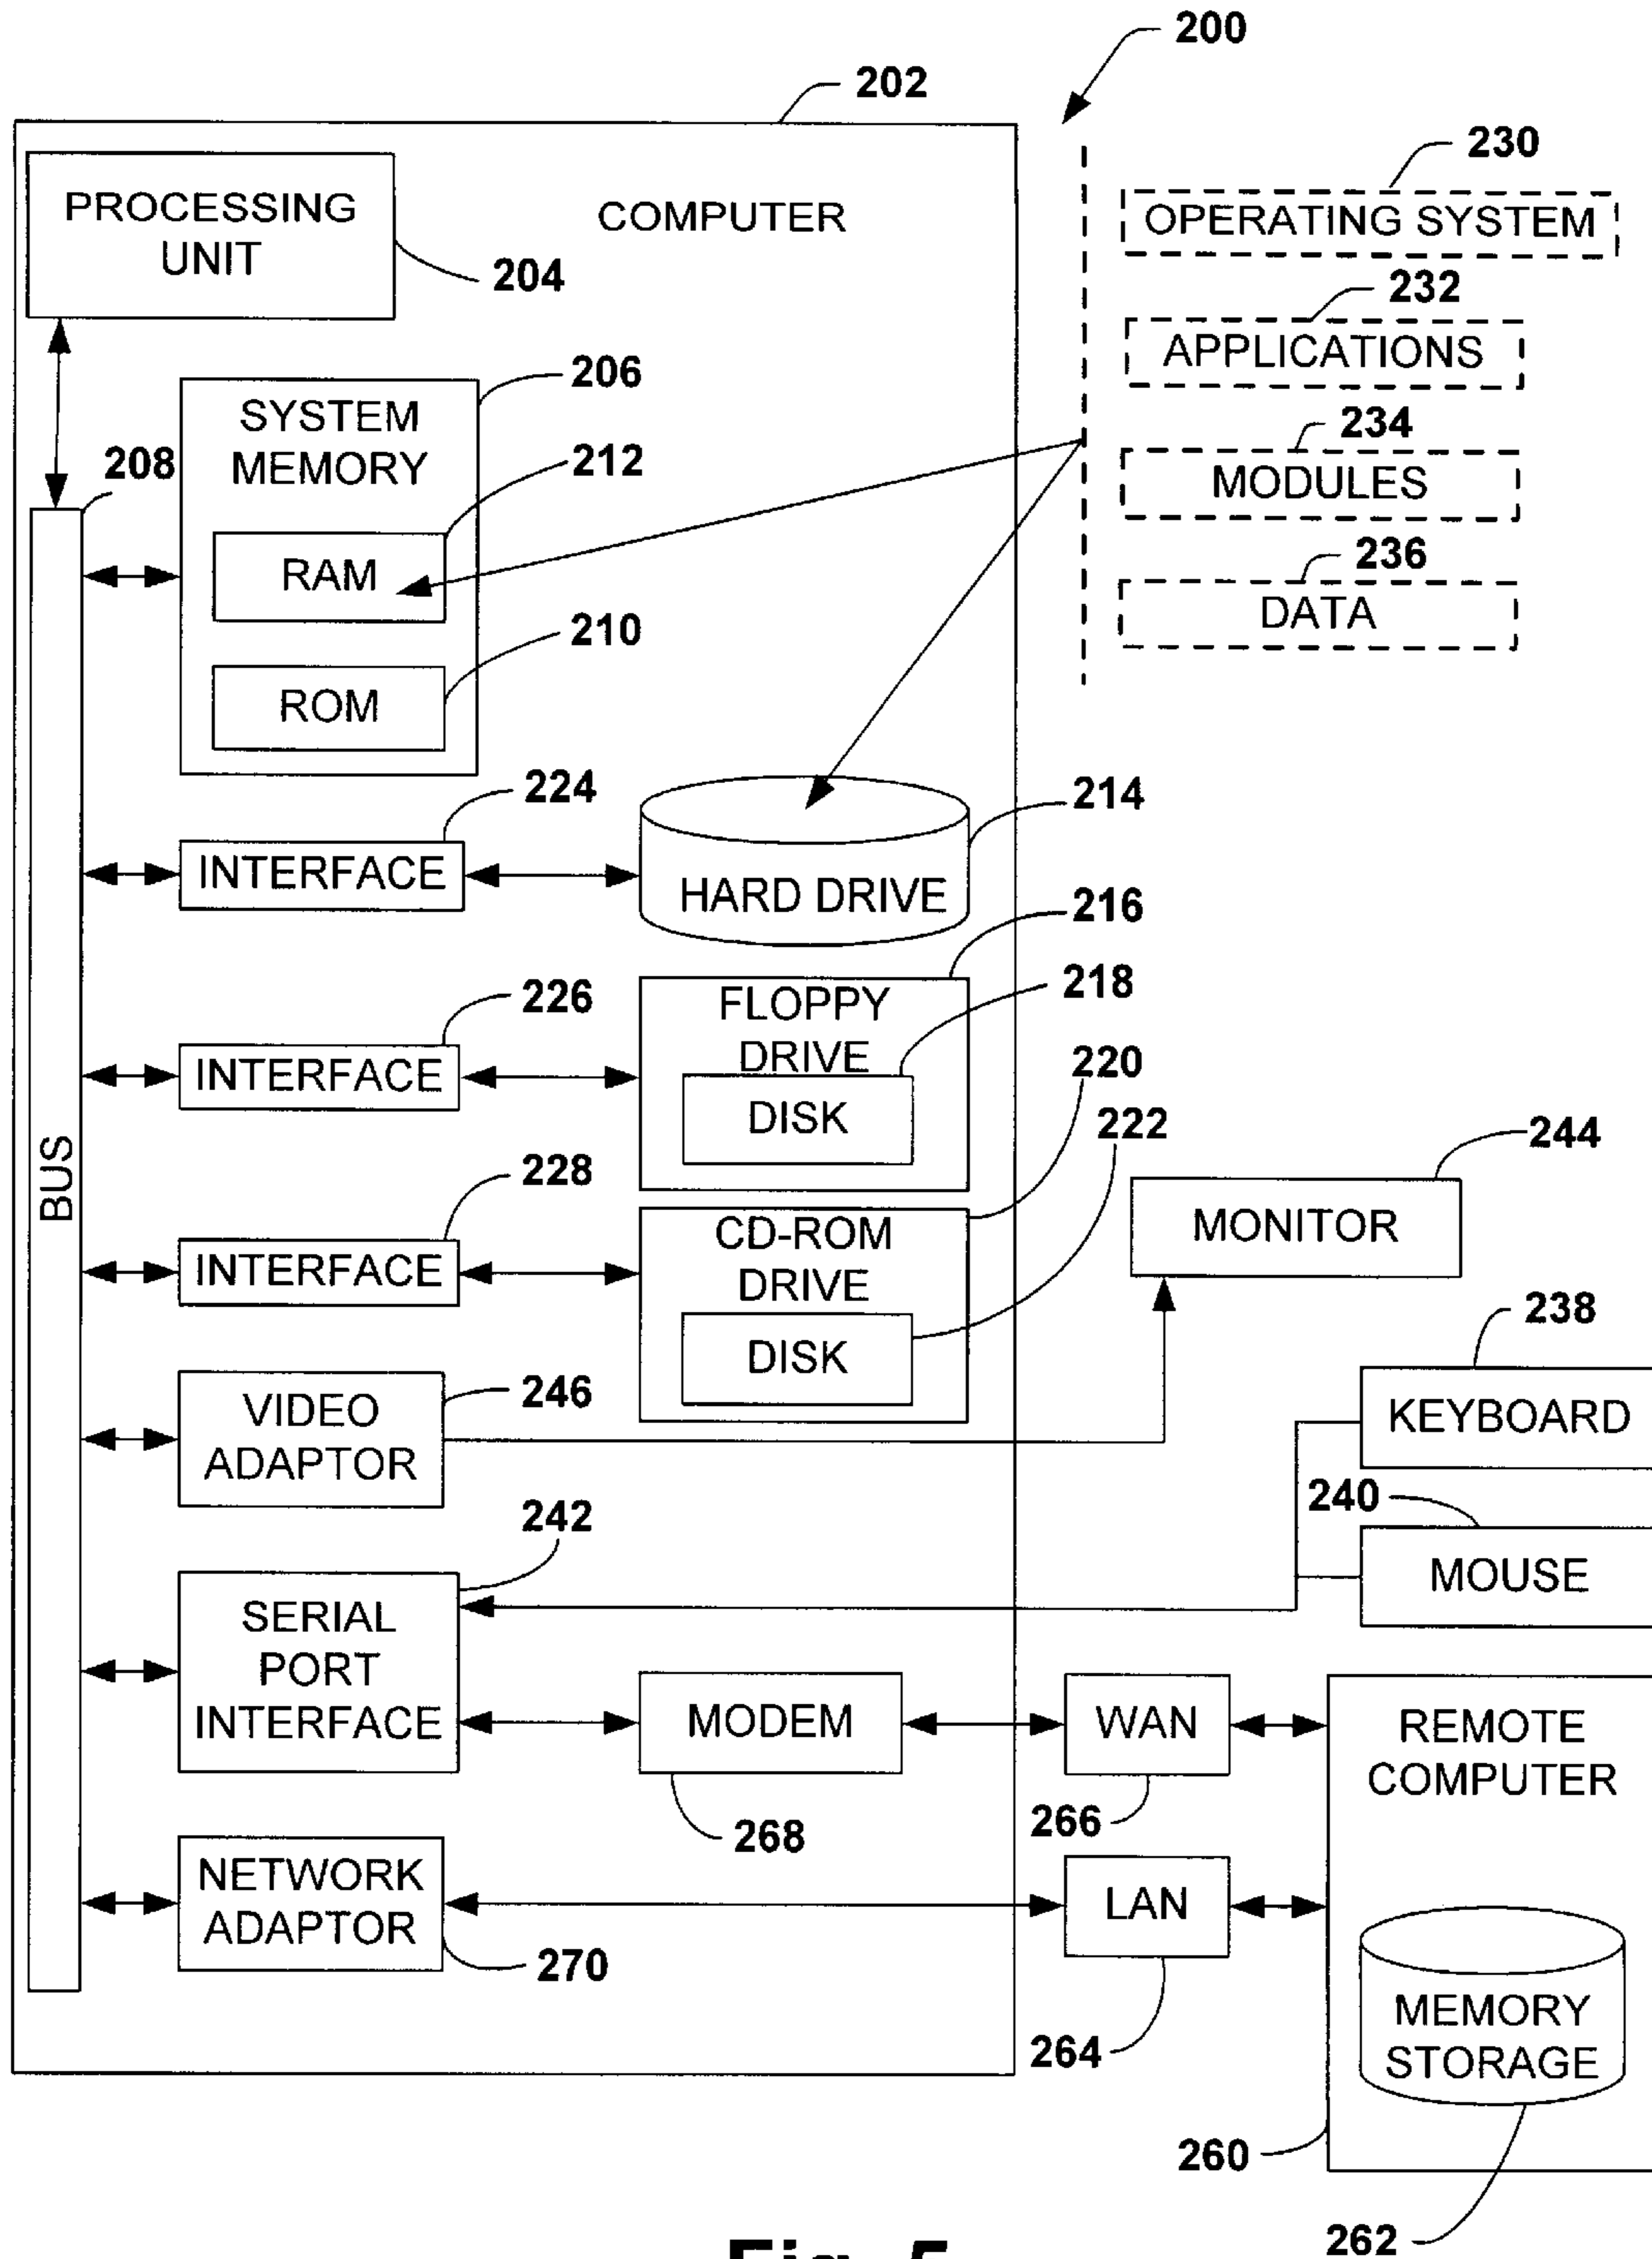 200
202
230
PROCESSING
UNIT
COMPUTER
OPERATING SYSTEM
204
232
APPLICATIONS
206
SYSTEM
MEMORY
234
208
212
MODULES
RAM
236
DATA
210
ROM
224
214
INTERFACE
HARD DRIVE
216
226
FLOPPY
DRIVE
218
INTERFACE
220
DISK
222
244
BUS
228
MONITOR
CD-ROM
DRIVE
INTERFACE
238
DISK
246
VIDEO
ADAPTOR
KEYBOARD
242
240
MOUSE
SERIAL
PORT
INTERFACE
MODEM
WAN
REMOTE
COMPUTER
268
266
NETWORK
ADAPTOR
LAN
270
264
MEMORY
STORAGE
260
262
Fig. 5